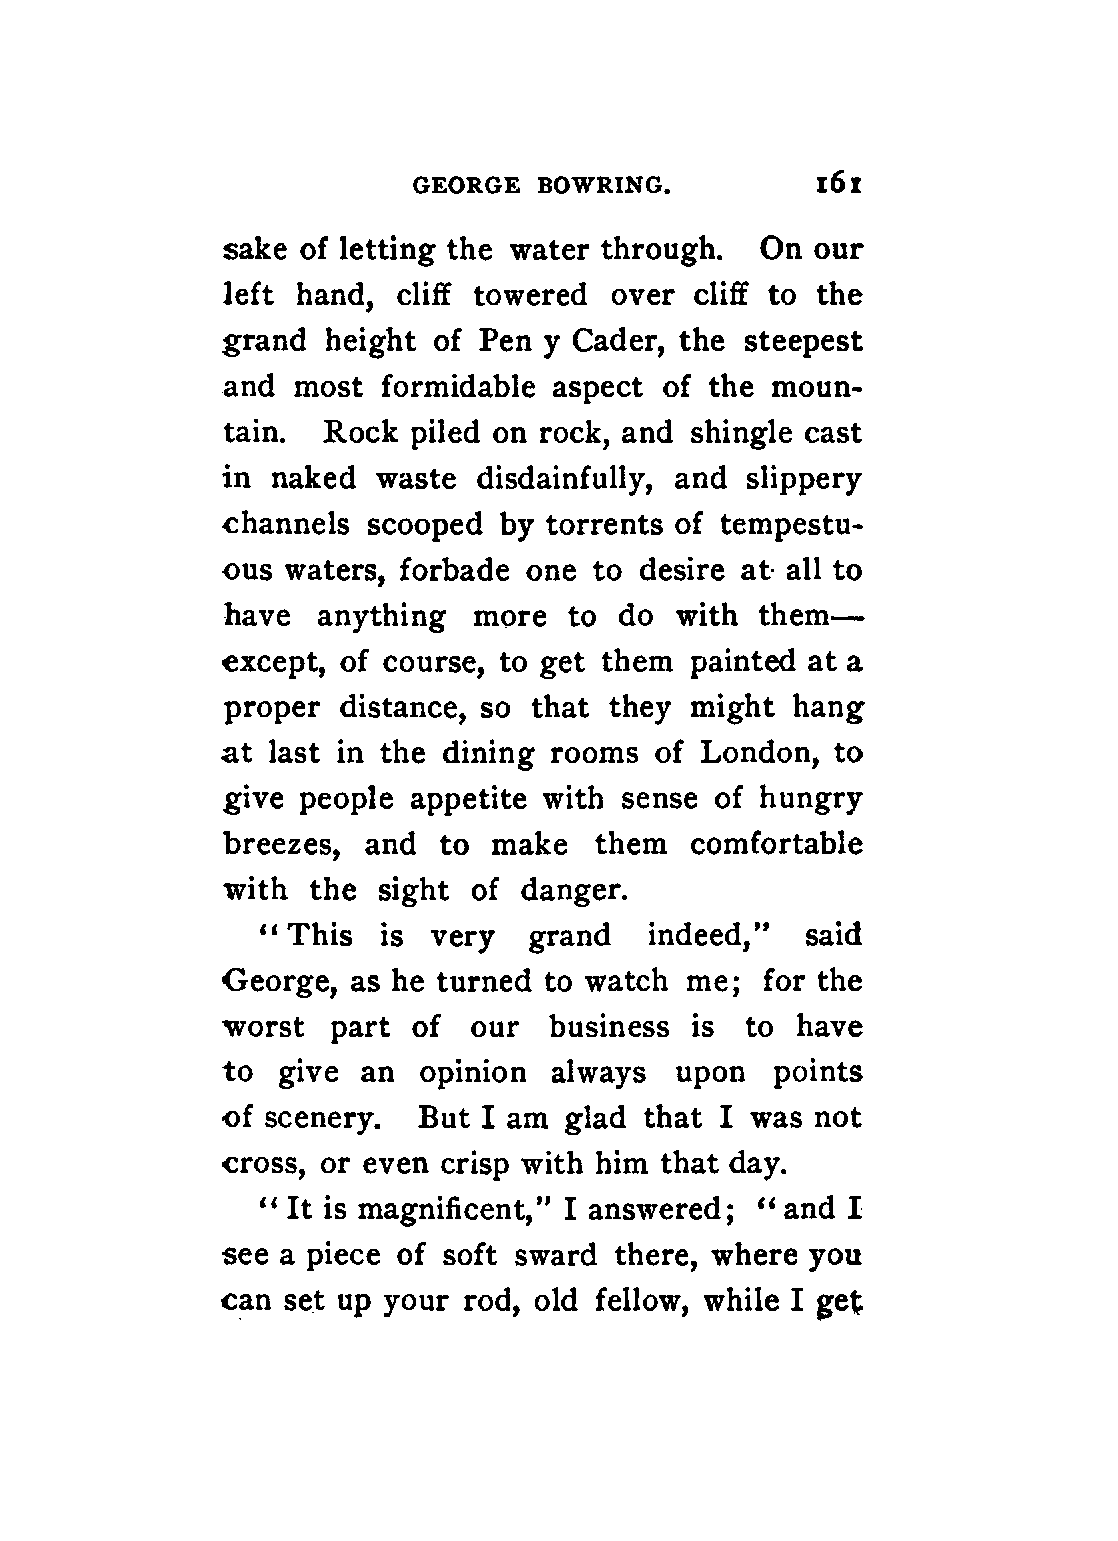 GEORGE BOWRING. 161
sake of letting the water through. On our
left hand, cliff towered over cliff to the
grand height of Pen y Cader, the steepest
and most formidable aspect of the moun-
tain. Rock piled on rock, and shingle cast
in naked waste disdainfully, and slippery
channels scooped by torrents of tempestu-
ous waters, forbade one to desire at all to
have anything more to do with them—
except, of course, to get them painted at a
proper distance, so that they might hang
at last in the dining rooms of London, to
give people appetite with sense of hungry
breezes, and to make them comfortable
with the sight of danger.
“This is very grand indeed,” said
George, as he turned to watch me; for the
worst part of our business is to have
to give an opinion always upon points
of scenery. But I am glad that I was not
cross, or even crisp with him that day.
“It is magnificent,” I answered; “and I
see a piece of soft sward there, where you
can set up your rod, old fellow, while I get